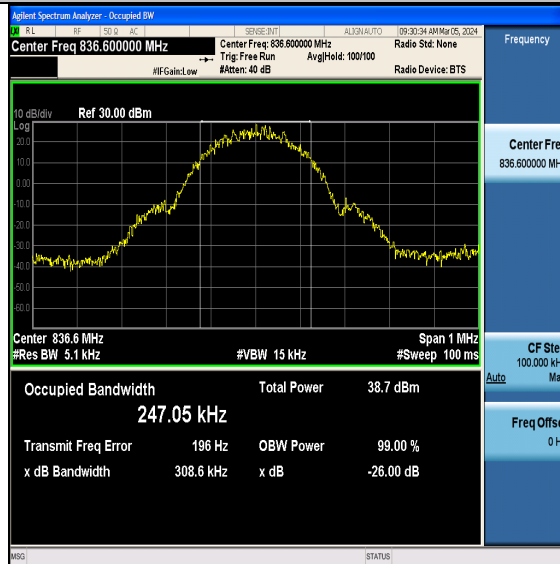 Agilent Spectrum Analyzer - Occupied BW
RL RF 50 Ω AC SENSE:INT ALIGN AUTO 09:30:34 AM Mar 05, 2024
Center Freq 836.600000 MHz
Center Freq: 836.600000 MHz
Radio Std: None
Trig: Free Run Avg|Hold: 100/100
#IFGain:Low #Atten: 40 dB Radio Device: BTS
Frequency
10 dB/div Ref 30.00 dBm
Log
20.0
10.0
0.00
-10.0
-20.0
-30.0
-40.0
-50.0
-60.0
Center Fre
836.600000 MH
Center 836.6 MHz Span 1 MHz
#Res BW 5.1 kHz #VBW 15 kHz #Sweep 100 ms
CF Ste
100.000 kH
Auto Ma
Occupied Bandwidth Total Power 38.7 dBm
247.05 kHz
Transmit Freq Error 196 Hz OBW Power 99.00 %
x dB Bandwidth 308.6 kHz x dB -26.00 dB
Freq Offse
0 H
MSG STATUS